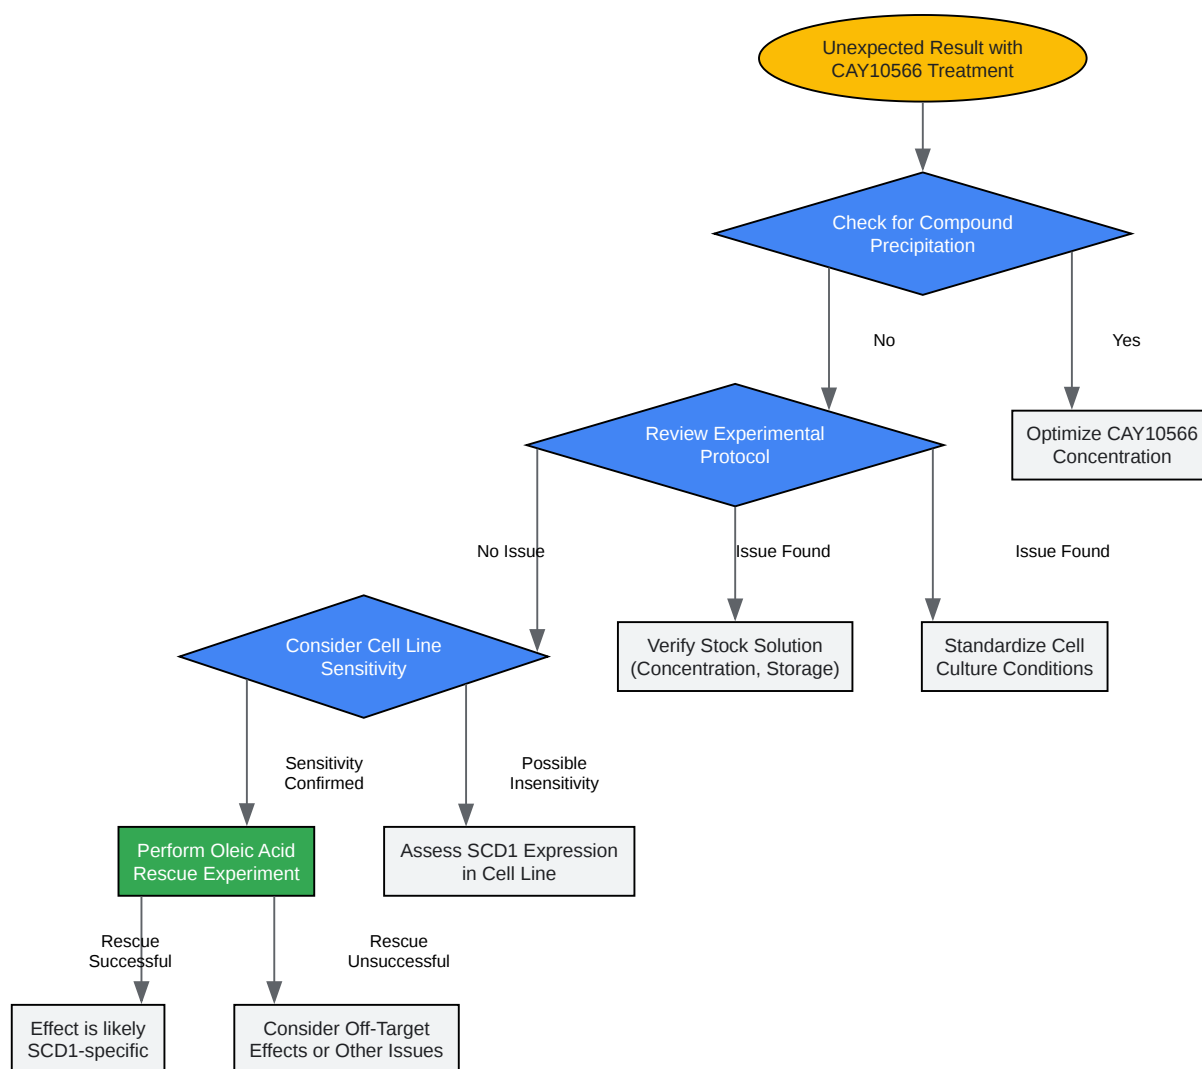 Unexpected Result with
CAY10566 Treatment
Check for Compound
Precipitation
No
Yes
Review Experimental
Protocol
Optimize CAY10566
Concentration
No Issue
Issue Found
Issue Found
Consider Cell Line
Sensitivity
Verify Stock Solution
(Concentration, Storage)
Standardize Cell
Culture Conditions
Sensitivity
Confirmed
Possible
Insensitivity
Perform Oleic Acid
Rescue Experiment
Assess SCD1 Expression
in Cell Line
Rescue
Successful
Rescue
Unsuccessful
Effect is likely
SCD1-specific
Consider Off-Target
Effects or Other Issues